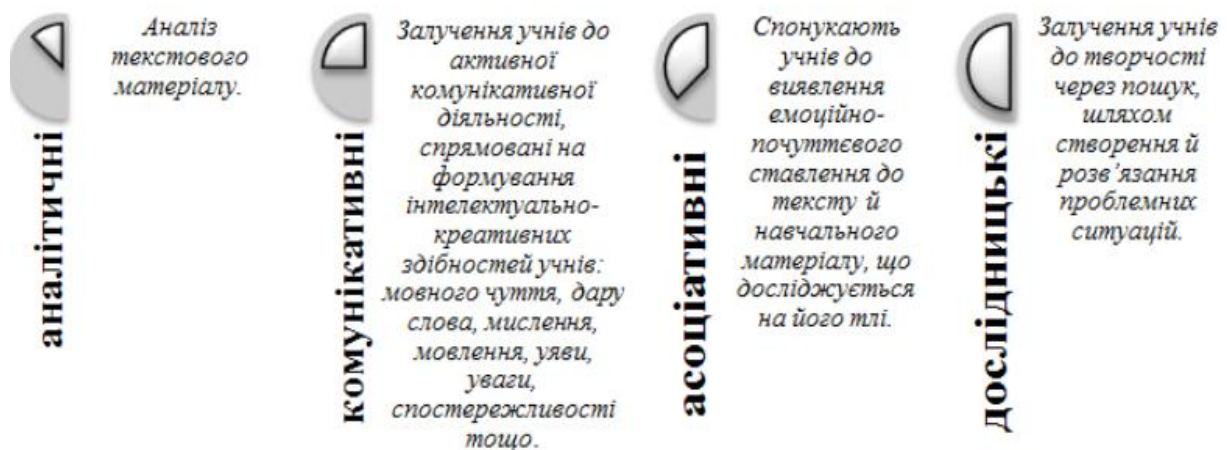 аналітичні
Аналіз
текстового
матеріалу.
комунікативні
Залучення учнів до
активної
комунікативної
діяльності,
спрямовані на
формування
інтелектуально-
креативних
здібностей учнів:
мовного чуття, дару
слова, мислення,
мовлення, уяви,
уваги,
спостережливості
тощо.
асоціативні
Спонукають
учнів до
виявлення
емоційно-
почуттєвого
ставлення до
тексту й
навчального
матеріалу, що
досліджується
на його тлі.
дослідницькі
Залучення учнів
до творчості
через пошук,
шляхом
створення й
розв’язання
проблемних
ситуацій.